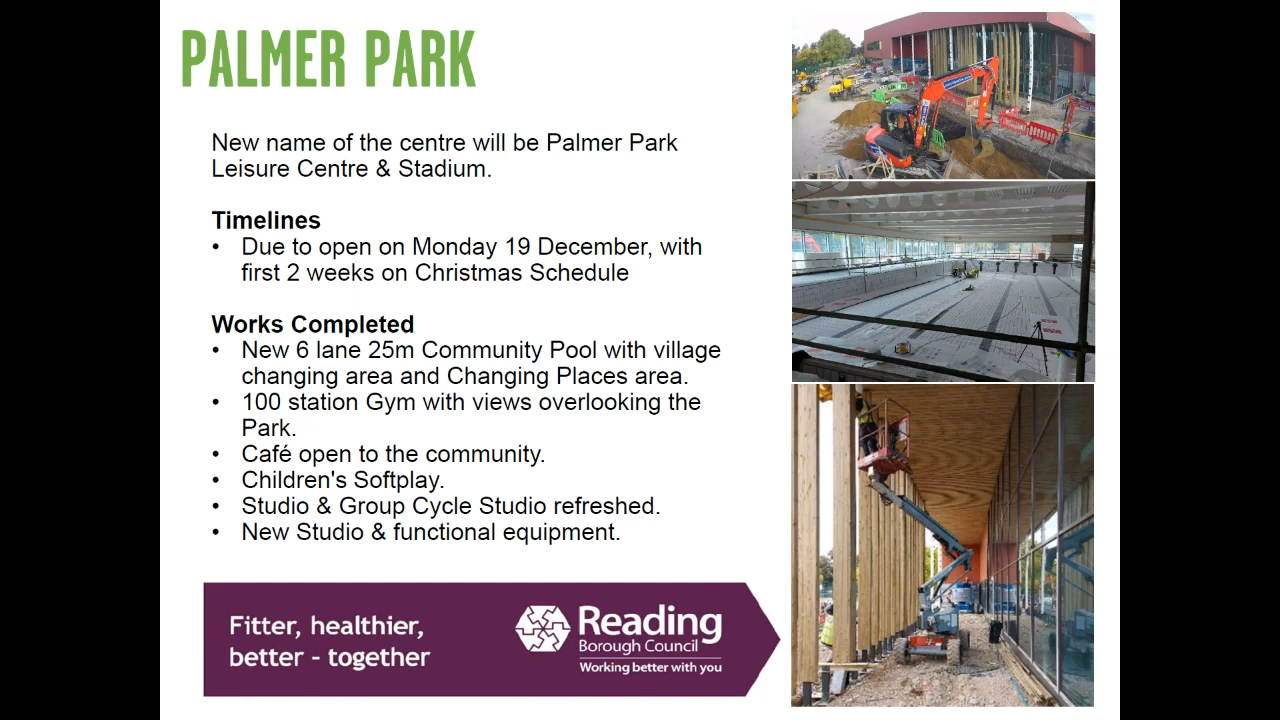 PALMER PARK
New name of the centre will be Palmer Park
Leisure Centre & Stadium.
Timelines
• Due to open on Monday 19 December, with
first 2 weeks on Christmas Schedule
Works Completed
• New 6 lane 25m Community Pool with village
changing area and Changing Places area.
• 100 station Gym with views overlooking the
Park.
• Café open to the community.
• Children's Softplay.
• Studio & Group Cycle Studio refreshed.
• New Studio & functional equipment.
Fitter, healthier,
better - together
Reading
Borough Council
Working better with you